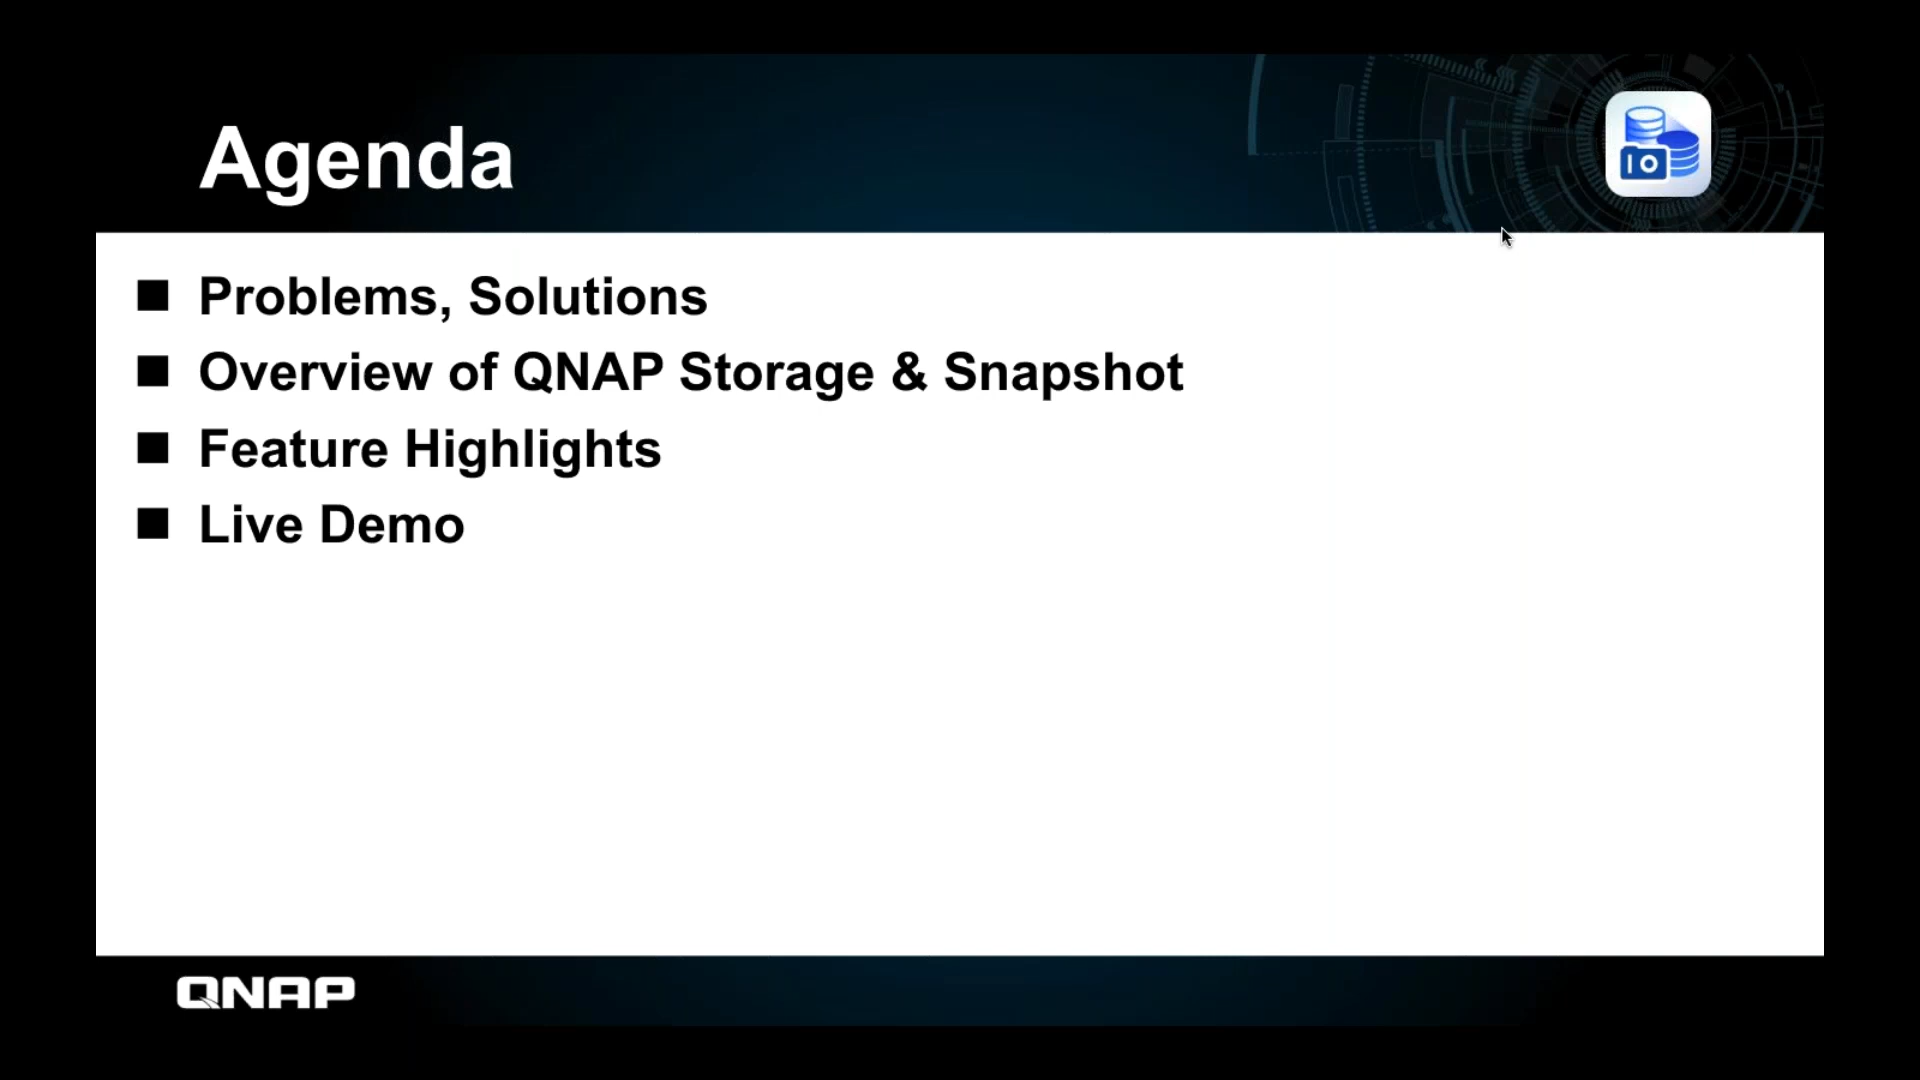 Agenda
Problems, Solutions
Overview of QNAP Storage & Snapshot
Feature Highlights
Live Demo
QNAP